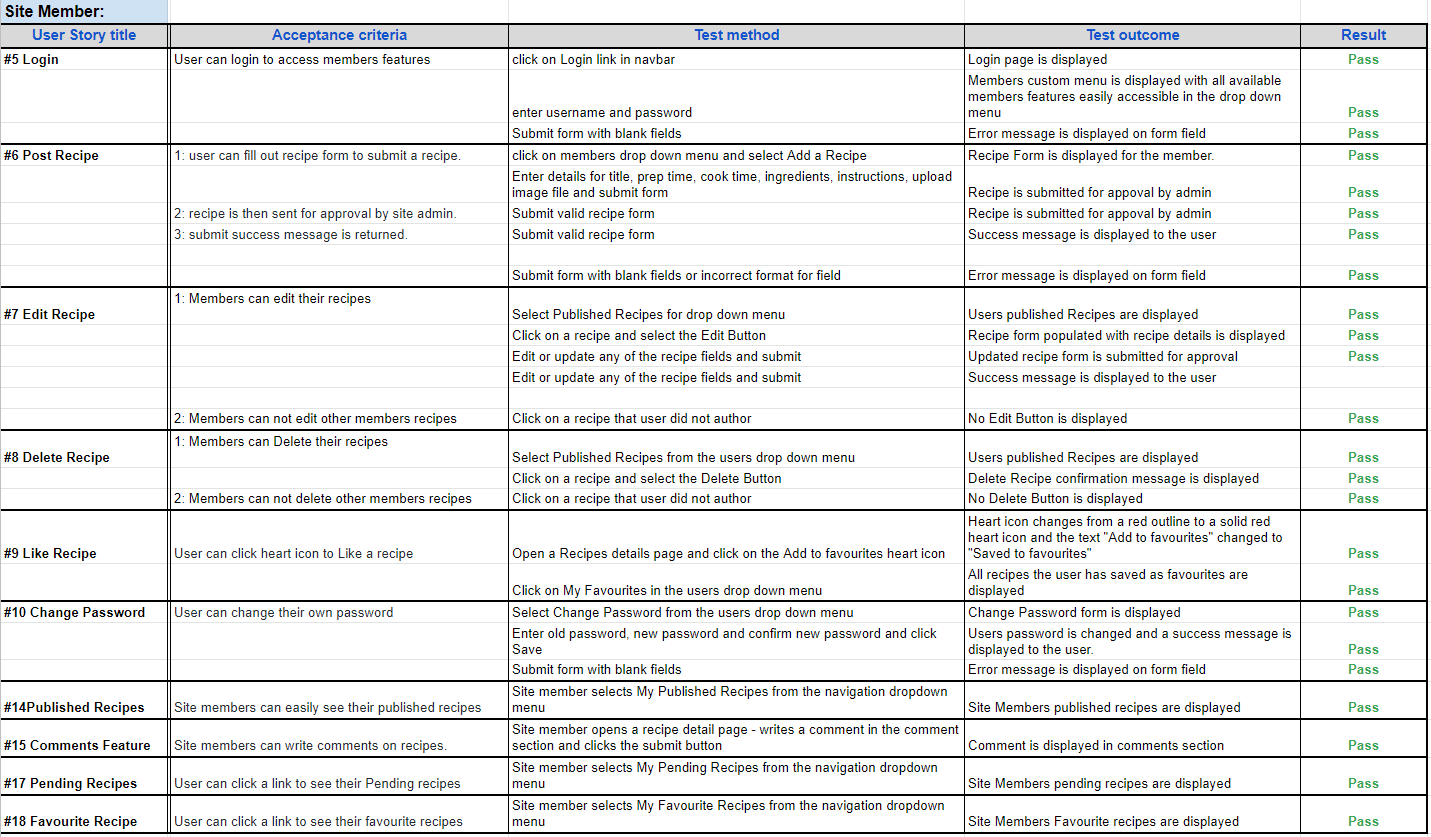 Site Member:
User Story title Acceptance criteria Test method Test outcome Result
#5 Login User can login to access members features click on Login link in navbar Login page is displayed Pass
Members custom menu is displayed with all available
members features easily accessible in the drop down
enter username and password menu Pass
Submit form with blank fields Error message is displayed on form field Pass
#6 Post Recipe 1: user can fill out recipe form to submit a recipe. click on members drop down menu and select Add a Recipe Recipe Form is displayed for the member. Pass
Enter details for title, prep time, cook time, ingredients, instructions, upload
image file and submit form Recipe is submitted for appoval by admin Pass
2: recipe is then sent for approval by site admin. Submit valid recipe form Recipe is submitted for appoval by admin Pass
3: submit success message is returned. Submit valid recipe form Success message is displayed to the user Pass
Submit form with blank fields or incorrect format for field Error message is displayed on form field Pass
1: Members can edit their recipes
#7 Edit Recipe Select Published Recipes for drop down menu Users published Recipes are displayed Pass
Click on a recipe and select the Edit Button Recipe form populated with recipe details is displayed Pass
Edit or update any of the recipe fields and submit Updated recipe form is submitted for approval Pass
Edit or update any of the recipe fields and submit Success message is displayed to the user
2: Members can not edit other members recipes Click on a recipe that user did not author No Edit Button is displayed Pass
1: Members can Delete their recipes
#8 Delete Recipe Select Published Recipes from the users drop down menu Users published Recipes are displayed Pass
Click on a recipe and select the Delete Button Delete Recipe confirmation message is displayed Pass
2: Members can not delete other members recipes Click on a recipe that user did not author No Delete Button is displayed Pass
Heart icon changes from a red outline to a solid red
heart icon and the text "Add to favourites" changed to
#9 Like Recipe User can click heart icon to Like a recipe Open a Recipes details page and click on the Add to favourites heart icon "Saved to favourites" Pass
All recipes the user has saved as favourites are
Click on My Favourites in the users drop down menu displayed Pass
#10 Change Password User can change their own password Select Change Password from the users drop down menu Change Password form is displayed Pass
Enter old password, new password and confirm new password and click Users password is changed and a success message is
Save displayed to the user. Pass
Submit form with blank fields Error message is displayed on form field Pass
Site member selects My Published Recipes from the navigation dropdown
#14Published Recipes Site members can easily see their published recipes menu Site Members published recipes are displayed Pass
Site member opens a recipe detail page - writes a comment in the comment
#15 Comments Feature Site members can write comments on recipes. section and clicks the submit button Comment is displayed in comments section Pass
Site member selects My Pending Recipes from the navigation dropdown
#17 Pending Recipes User can click a link to see their Pending recipes menu Site Members pending recipes are displayed Pass
Site member selects My Favourite Recipes from the navigation dropdown
#18 Favourite Recipe User can click a link to see their favourite recipes menu Site Members Favourite recipes are displayed Pass